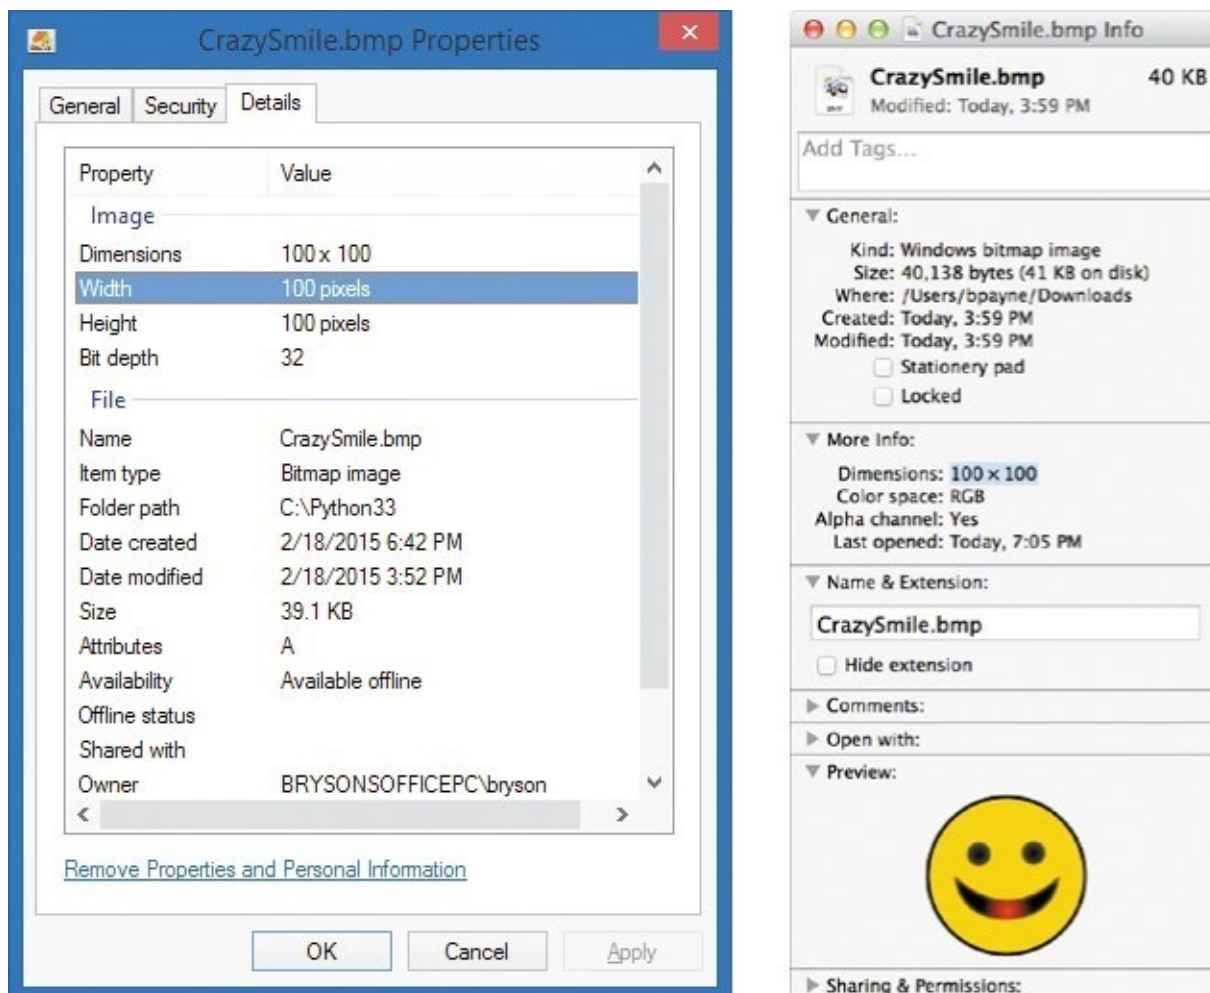 CrazySmile.bmp Properties
General Security Details
Property Value
Image
Dimensions 100 x 100
Width 100 pixels
Height 100 pixels
Bit depth 32
File
Name CrazySmile.bmp
Item type Bitmap image
Folder path C:\Python33
Date created 2/18/2015 6:42 PM
Date modified 2/18/2015 3:52 PM
Size 39.1 KB
Attributes A
Availability Available offline
Offline status
Shared with
Owner BRYSONSOFFICEPC\bryson
Remove Properties and Personal Information
OK Cancel Apply
CrazySmile.bmp Info
CrazySmile.bmp 40 KB
Modified: Today, 3:59 PM
Add Tags...
General:
Kind: Windows bitmap image
Size: 40,138 bytes (41 KB on disk)
Where: /Users/bpayne/Downloads
Created: Today, 3:59 PM
Modified: Today, 3:59 PM
Stationery pad
Locked
More Info:
Dimensions: 100 × 100
Color space: RGB
Alpha channel: Yes
Last opened: Today, 7:05 PM
Name & Extension:
CrazySmile.bmp
Hide extension
Comments:
Open with:
Preview:
Sharing & Permissions: